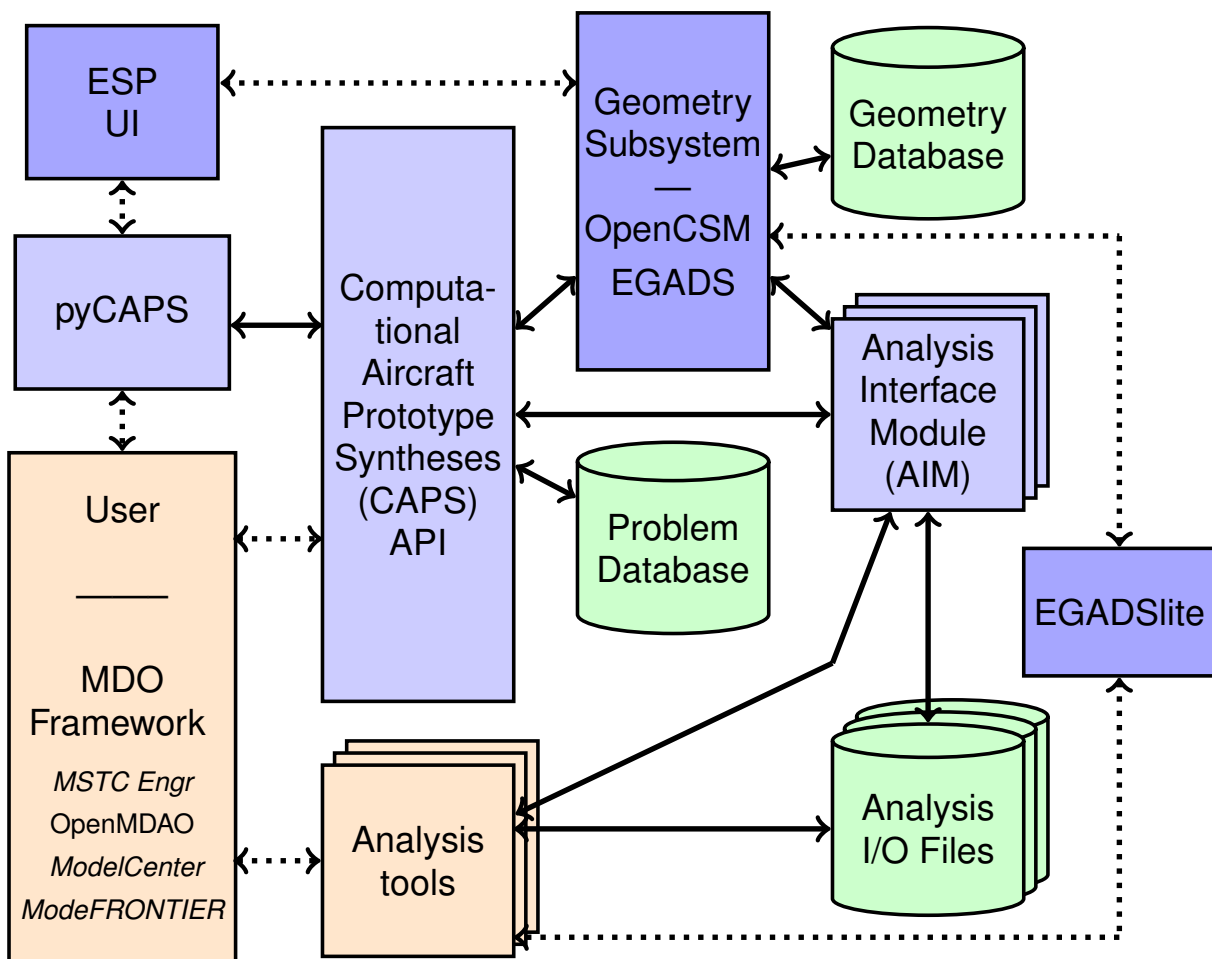 ESP
UI
pyCAPS
User
MDO
Framework
MSTC Engr
OpenMDAO
ModelCenter
ModeFRONTIER
Computa-
tional
Aircraft
Prototype
Syntheses
(CAPS)
API
Geometry
Subsystem
—
OpenCSM
EGADS
Geometry
Database
Analysis
Interface
Module
(AIM)
Problem
Database
EGADSlite
Analysis
tools
Analysis
I/O Files